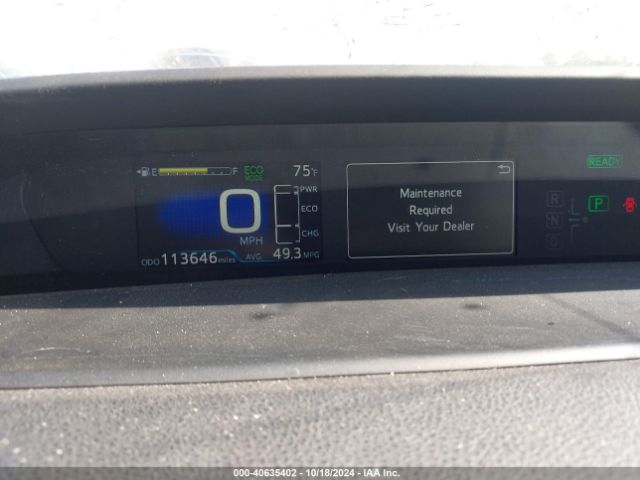 READY
E F ECO MODE 75°F
PWR
0
ECO
MPH
CHG
ODO 113646 miles AVG 49.3 MPG
Maintenance
Required
Visit Your Dealer
R
N
D
P
000-40635402 - 10/18/2024 - IAA Inc.